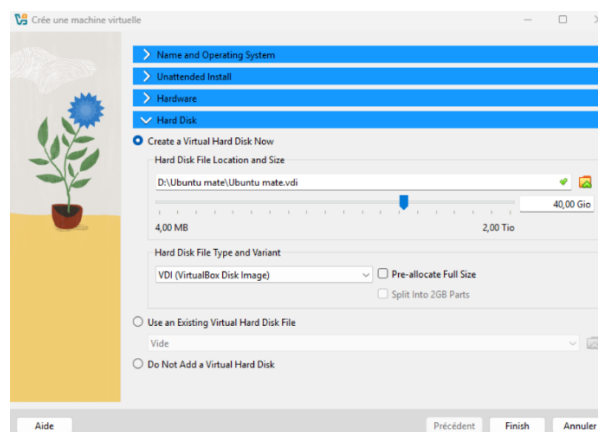 Crée une machine virtuelle
Name and Operating System
Unattended Install
Hardware
Hard Disk
Create a Virtual Hard Disk Now
Hard Disk File Location and Size
D:\Ubuntu mate\Ubuntu mate.vdi
40,00 Gio
4,00 MB 2,00 Tio
Hard Disk File Type and Variant
VDI (VirtualBox Disk Image) Pre-allocate Full Size
Split Into 2GB Parts
Use an Existing Virtual Hard Disk File
Vide
Do Not Add a Virtual Hard Disk
Aide Précédent Finish Annuler